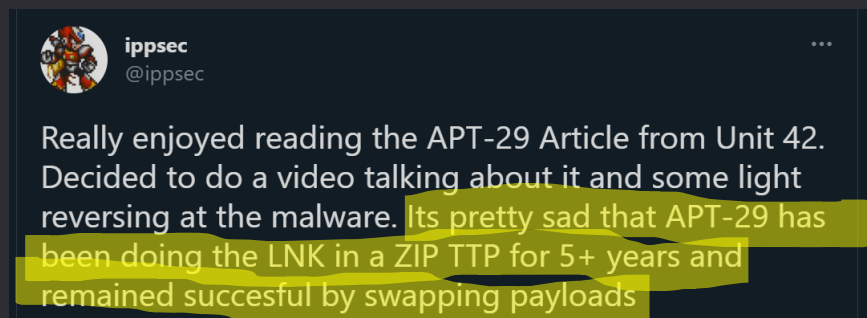 ippsec
@ippsec
Really enjoyed reading the APT-29 Article from Unit 42.
Decided to do a video talking about it and some light
reversing at the malware. Its pretty sad that APT-29 has
been doing the LNK in a ZIP TTP for 5+ years and
remained succesful by swapping payloads